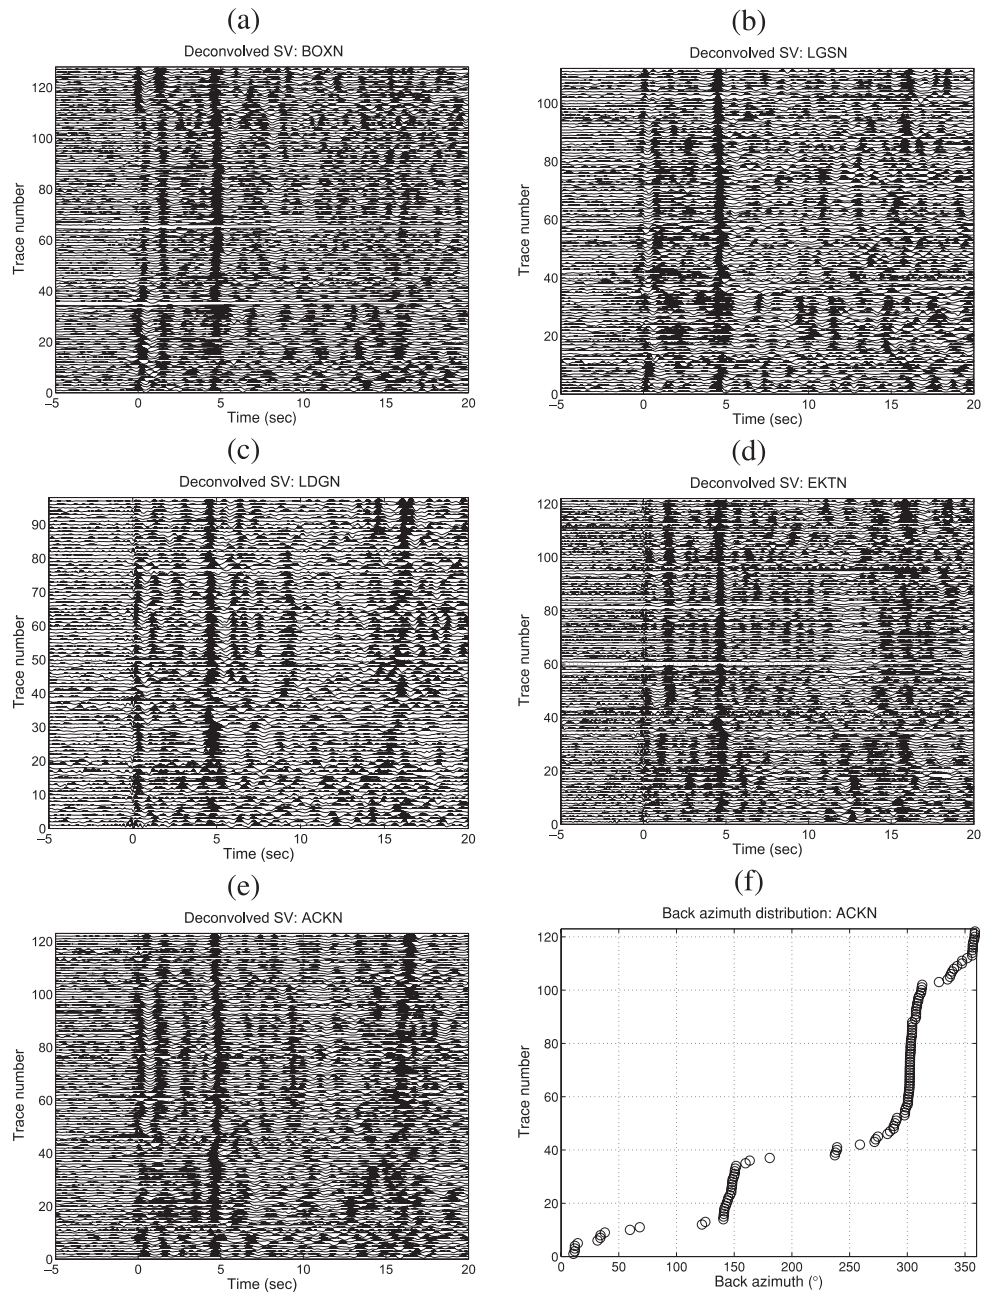 (a)
Deconvolved SV: BOXN
Trace number
120
100
80
60
40
20
0
−5 0 5 10 15 20
Time (sec)
(b)
Deconvolved SV: LGSN
Trace number
100
80
60
40
20
0
−5 0 5 10 15 20
Time (sec)
(c)
Deconvolved SV: LDGN
Trace number
90
80
70
60
50
40
30
20
10
0
−5 0 5 10 15 20
Time (sec)
(d)
Deconvolved SV: EKTN
Trace number
120
100
80
60
40
20
0
−5 0 5 10 15 20
Time (sec)
(e)
Deconvolved SV: ACKN
Trace number
120
100
80
60
40
20
0
−5 0 5 10 15 20
Time (sec)
(f)
Back azimuth distribution: ACKN
Trace number
120
100
80
60
40
20
0
0 50 100 150 200 250 300 350
Back azimuth (°)